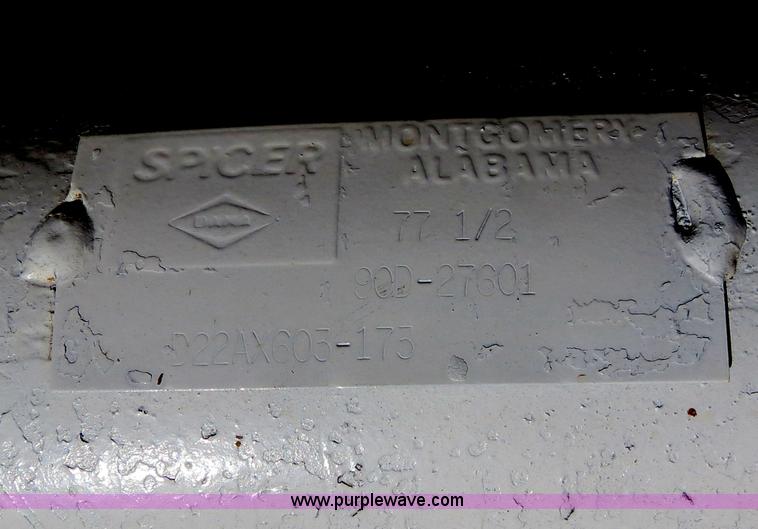 SPICER
DANA
MONTGOMERY
ALABAMA
77 1/2
90D-27601
D22AX603-173
www.purplewave.com